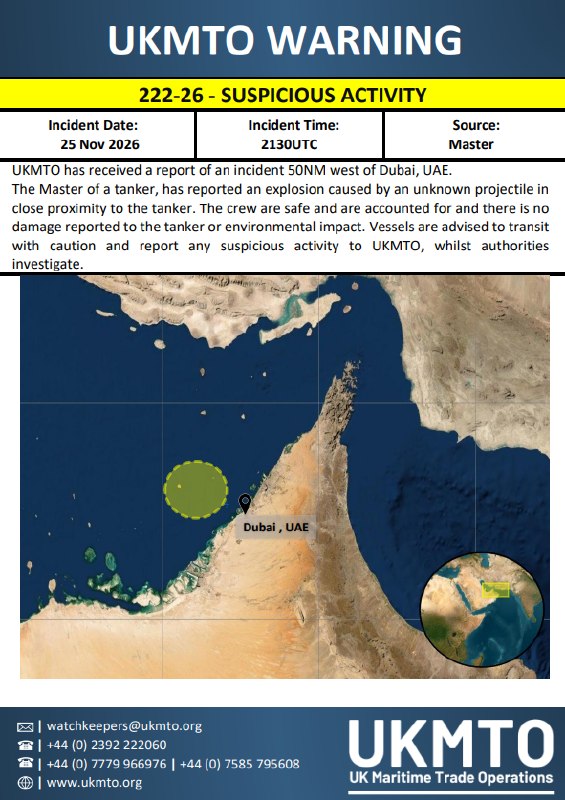 UKMTO WARNING
222-26 - SUSPICIOUS ACTIVITY
Incident Date:
25 Nov 2026
Incident Time:
2130UTC
Source:
Master
UKMTO has received a report of an incident 50NM west of Dubai, UAE.
The Master of a tanker, has reported an explosion caused by an unknown projectile in
close proximity to the tanker. The crew are safe and are accounted for and there is no
damage reported to the tanker or environmental impact. Vessels are advised to transit
with caution and report any suspicious activity to UKMTO, whilst authorities
investigate.
Dubai , UAE
watchkeepers@ukmto.org
+44 (0) 2392 222060
+44 (0) 7779 966976 | +44 (0) 7585 795608
www.ukmto.org
UKMTO
UK Maritime Trade Operations